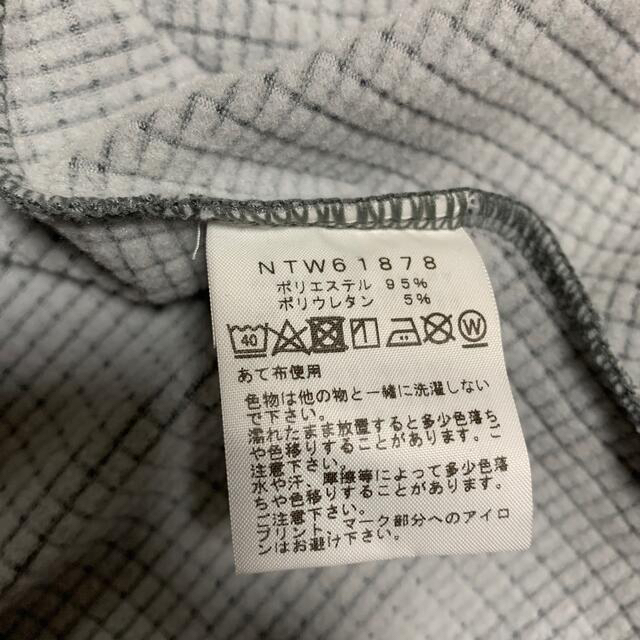 NTW61878
ポリエステル 95%
ポリウレタン 5%
40 W
あて布使用
色物は他の物と一緒に洗濯しない
で下さい。
濡れたまま放置すると多少色落ち
や色移りすることがあります。ご
注意下さい。
水や汗、摩擦等によって多少色落
ちや色移りすることがあります。
ご注意下さい。
プリント、マーク部分へのアイロ
ンはお避け下さい。